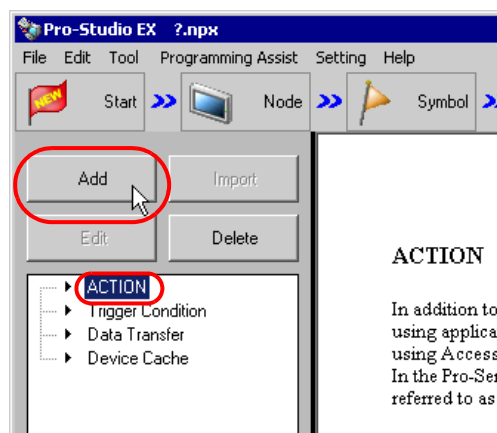 Pro-Studio EX ?.npx
File Edit Tool Programming Assist Setting Help
NEW Start Node Symbol
Add Import
Edit Delete
ACTION
Trigger Condition
Data Transfer
Device Cache
ACTION
In addition to
using applica
using Access
In the Pro-Ser
referred to as